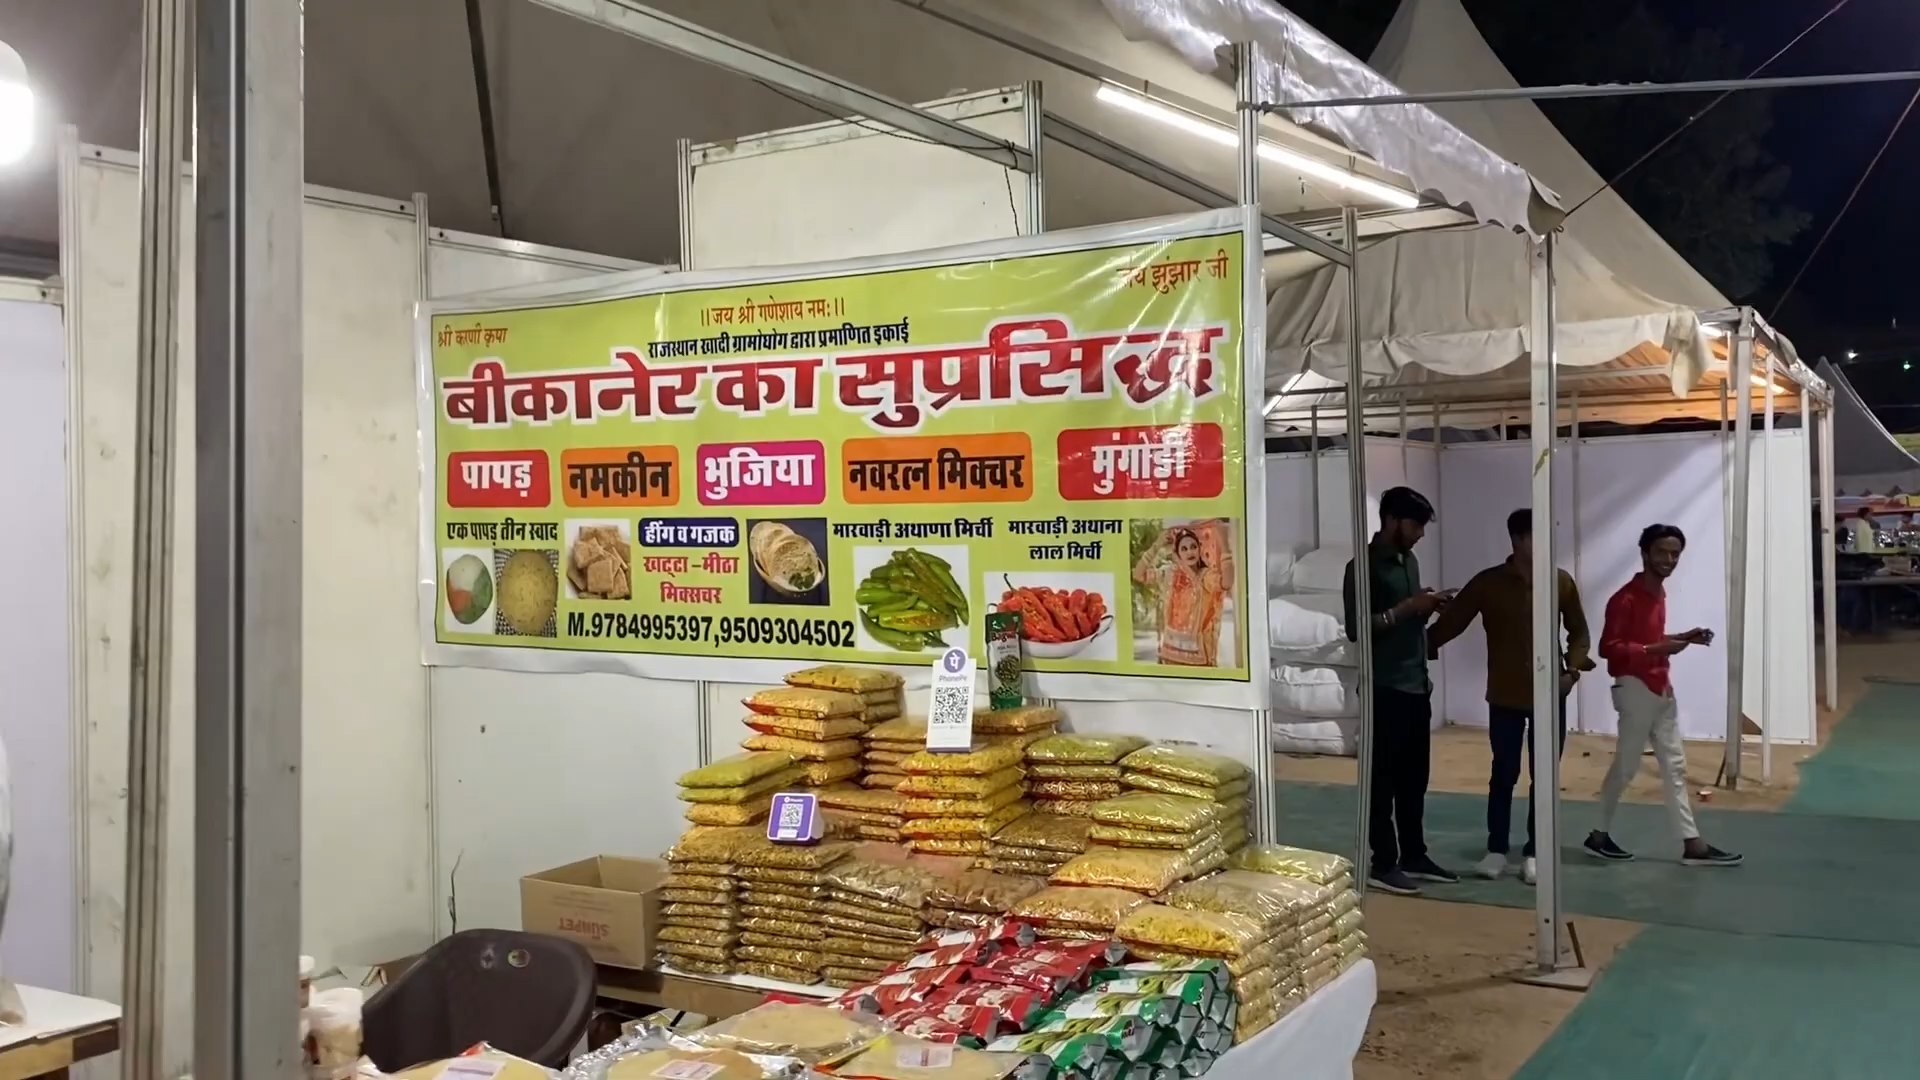 श्री करणी कृपा
।।जय श्री गणेशाय नम:।।
जय झुंझार जी
राजस्थान खादी ग्रामोघोग द्वारा प्रमाणित इकाई
बीकानेर का सुप्रसिद्ध
पापड़
नमकीन
भुजिया
नवरत्न मिक्चर
मुंगोड़ी
एक पापड़ तीन स्वाद
हींग व गजक
खट्टा -मीठा
मिक्सचर
मारवाड़ी अथाणा मिर्ची
मारवाड़ी अथाना
लाल मिर्ची
M.9784995397,9509304502
पे
PhonePe
SUNPET